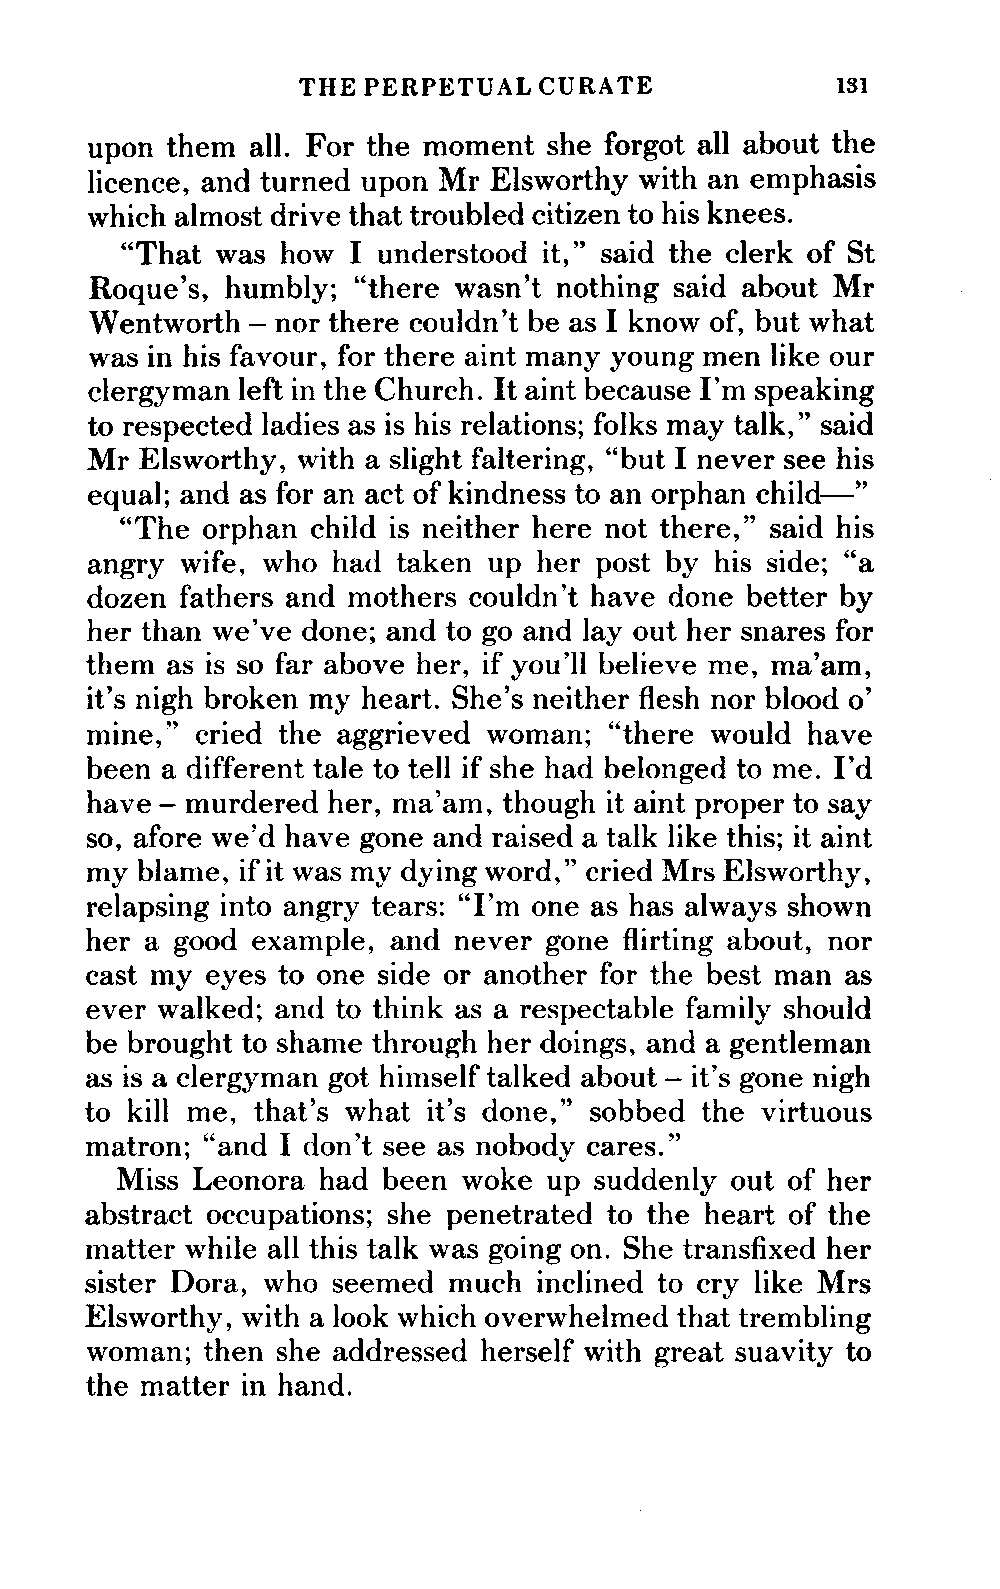 THE PERPETUAL CURATE 131
upon them all. For the moment she forgot all about the
licence, and turned upon Mr Elsworthy with an emphasis
which almost drive that troubled citizen to his knees.
“That was how I understood it,” said the clerk of St
Roque’s, humbly; “there wasn’t nothing said about Mr
Wentworth – nor there couldn’t be as I know of, but what
was in his favour, for there aint many young men like our
clergyman left in the Church. It aint because I’m speaking
to respected ladies as is his relations; folks may talk,” said
Mr Elsworthy, with a slight faltering, “but I never see his
equal; and as for an act of kindness to an orphan child—”
“The orphan child is neither here not there,” said his
angry wife, who had taken up her post by his side; “a
dozen fathers and mothers couldn’t have done better by
her than we’ve done; and to go and lay out her snares for
them as is so far above her, if you’ll believe me, ma’am,
it’s nigh broken my heart. She’s neither flesh nor blood o’
mine,” cried the aggrieved woman; “there would have
been a different tale to tell if she had belonged to me. I’d
have – murdered her, ma’am, though it aint proper to say
so, afore we’d have gone and raised a talk like this; it aint
my blame, if it was my dying word,” cried Mrs Elsworthy,
relapsing into angry tears: “I’m one as has always shown
her a good example, and never gone flirting about, nor
cast my eyes to one side or another for the best man as
ever walked; and to think as a respectable family should
be brought to shame through her doings, and a gentleman
as is a clergyman got himself talked about – it’s gone nigh
to kill me, that’s what it’s done,” sobbed the virtuous
matron; “and I don’t see as nobody cares.”
Miss Leonora had been woke up suddenly out of her
abstract occupations; she penetrated to the heart of the
matter while all this talk was going on. She transfixed her
sister Dora, who seemed much inclined to cry like Mrs
Elsworthy, with a look which overwhelmed that trembling
woman; then she addressed herself with great suavity to
the matter in hand.